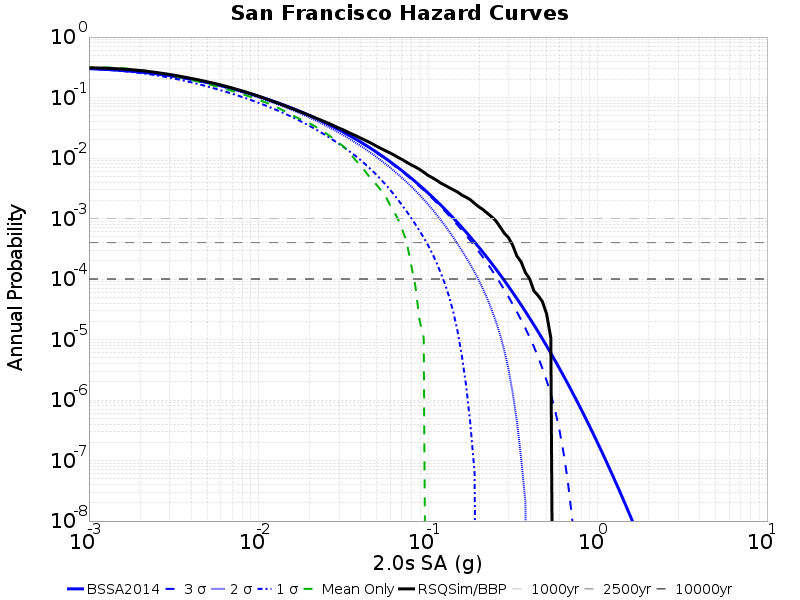 San Francisco Hazard Curves
Annual Probability
10^0
10^-1
10^-2
10^-3
10^-4
10^-5
10^-6
10^-7
10^-8
10^-3 10^-2 10^-1 10^0 10^1
2.0s SA (g)
BSSA2014 3 σ 2 σ 1 σ Mean Only RSQSim/BBP 1000yr 2500yr 10000yr